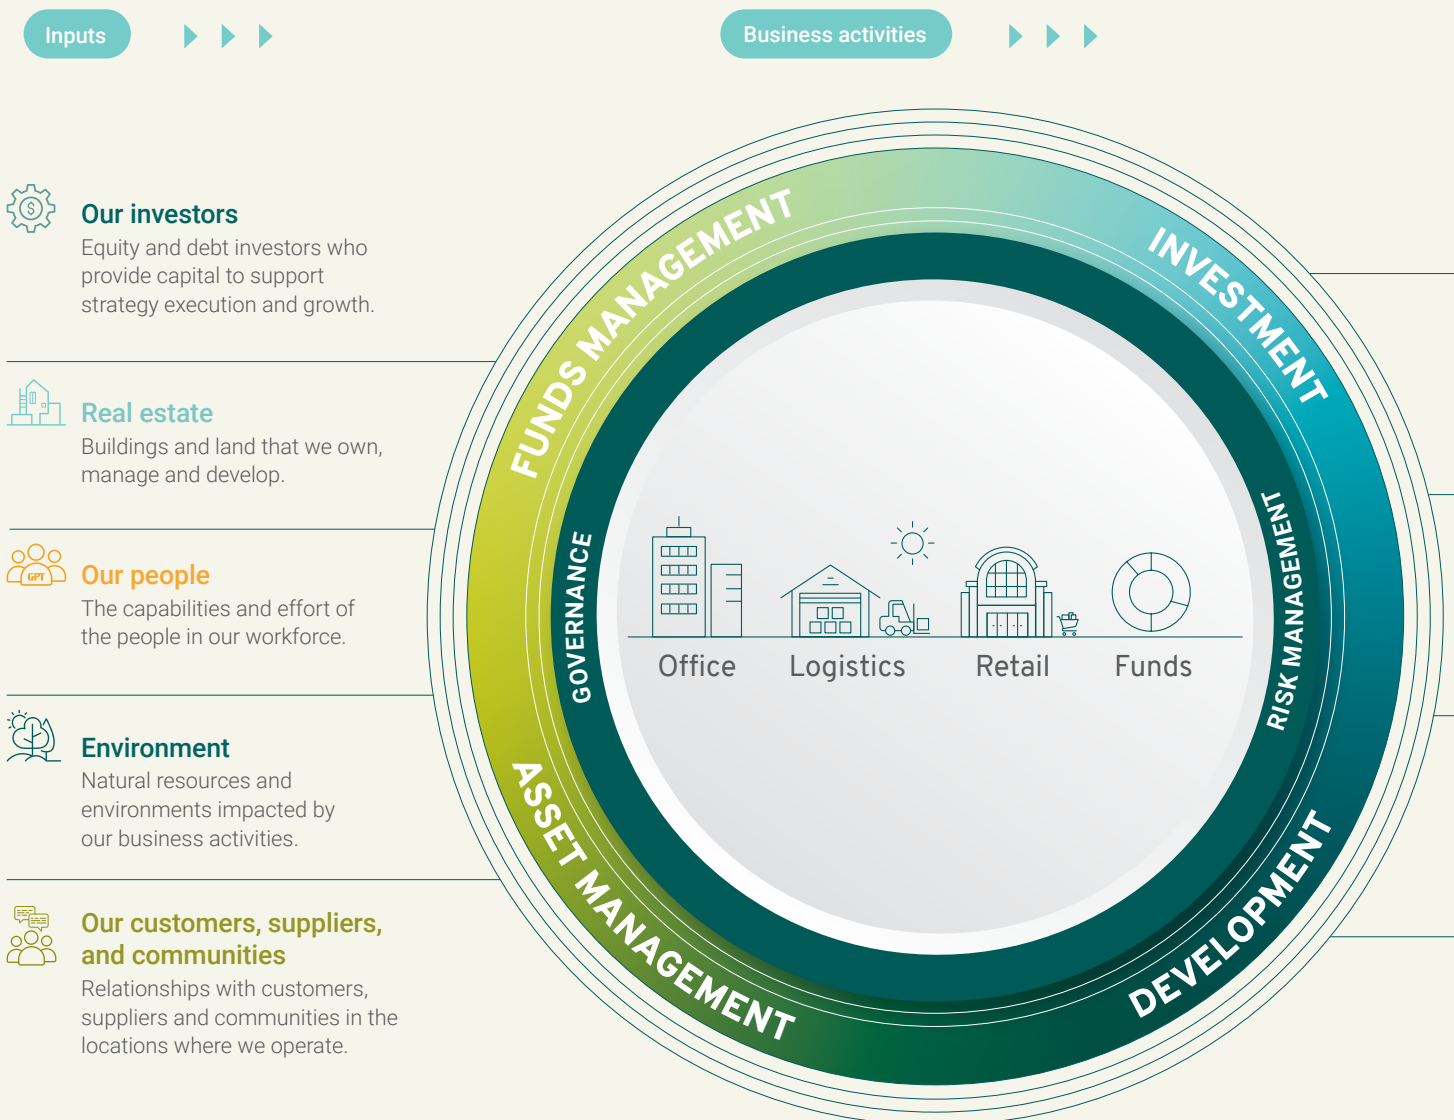 Inputs
Business activities
Our investors
Equity and debt investors who
provide capital to support
strategy execution and growth.
Real estate
Buildings and land that we own,
manage and develop.
GPT
Our people
The capabilities and effort of
the people in our workforce.
Environment
Natural resources and
environments impacted by
our business activities.
Our customers, suppliers,
and communities
Relationships with customers,
suppliers and communities in the
locations where we operate.
FUNDS MANAGEMENT
INVESTMENT
GOVERNANCE
RISK MANAGEMENT
Office
Logistics
Retail
Funds
ASSET MANAGEMENT
DEVELOPMENT